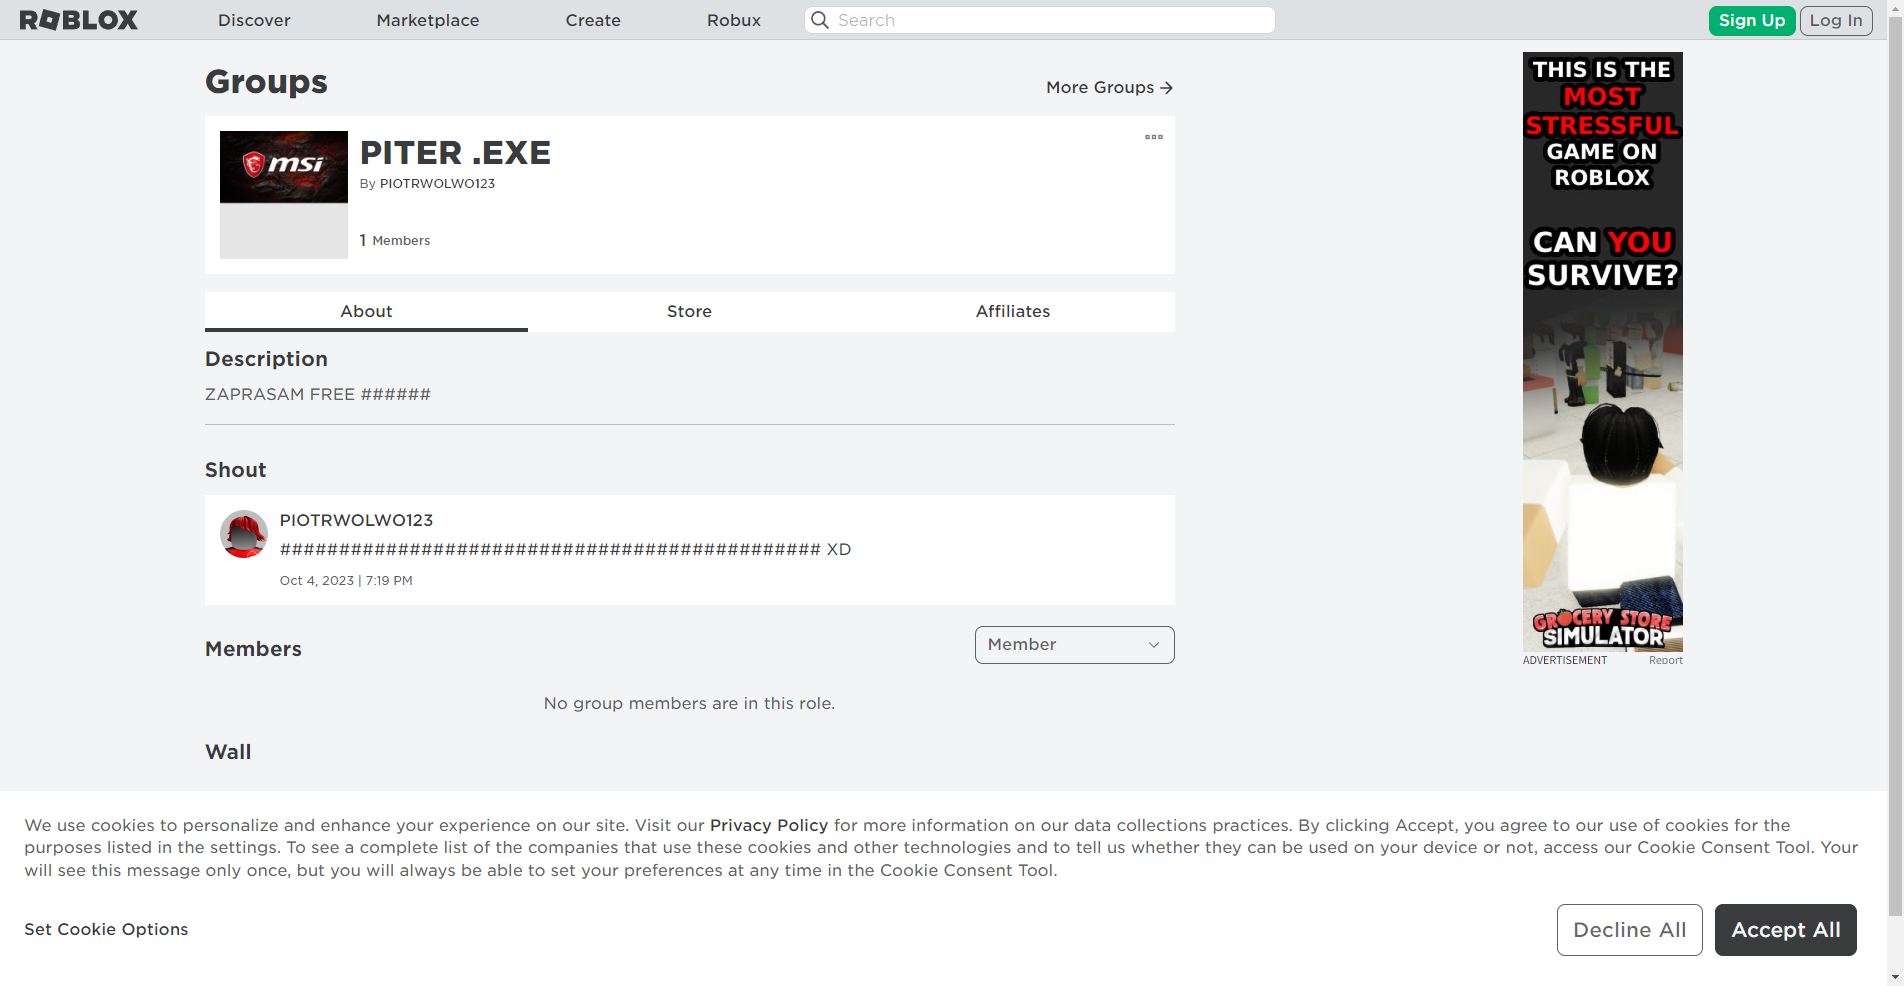 ROBLOX
Discover
Marketplace
Create
Robux
Search
Sign Up
Log In
Groups
More Groups →
msi
PITER .EXE
By PIOTRWOLWO123
1 Members
About
Store
Affiliates
Description
ZAPRASAM FREE ######
Shout
PIOTRWOLWO123
############################################## XD
Oct 4, 2023 | 7:19 PM
Members
Member
No group members are in this role.
Wall
THIS IS THE
MOST
STRESSFUL
GAME ON
ROBLOX
CAN YOU
SURVIVE?
GROCERY STORE
SIMULATOR
ADVERTISEMENT
Report
We use cookies to personalize and enhance your experience on our site. Visit our Privacy Policy for more information on our data collections practices. By clicking Accept, you agree to our use of cookies for the
purposes listed in the settings. To see a complete list of the companies that use these cookies and other technologies and to tell us whether they can be used on your device or not, access our Cookie Consent Tool. Your
will see this message only once, but you will always be able to set your preferences at any time in the Cookie Consent Tool.
Set Cookie Options
Decline All
Accept All